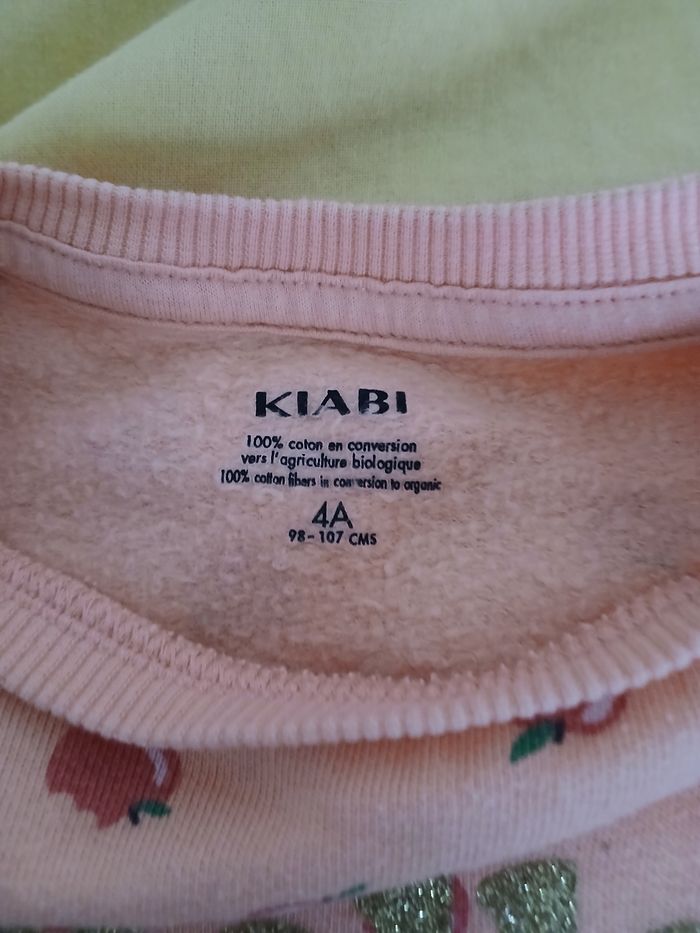 KIABI
100% coton en conversion
vers l'agriculture biologique
100% cotton fibers in conversion to organic
4A
98-107 CMS